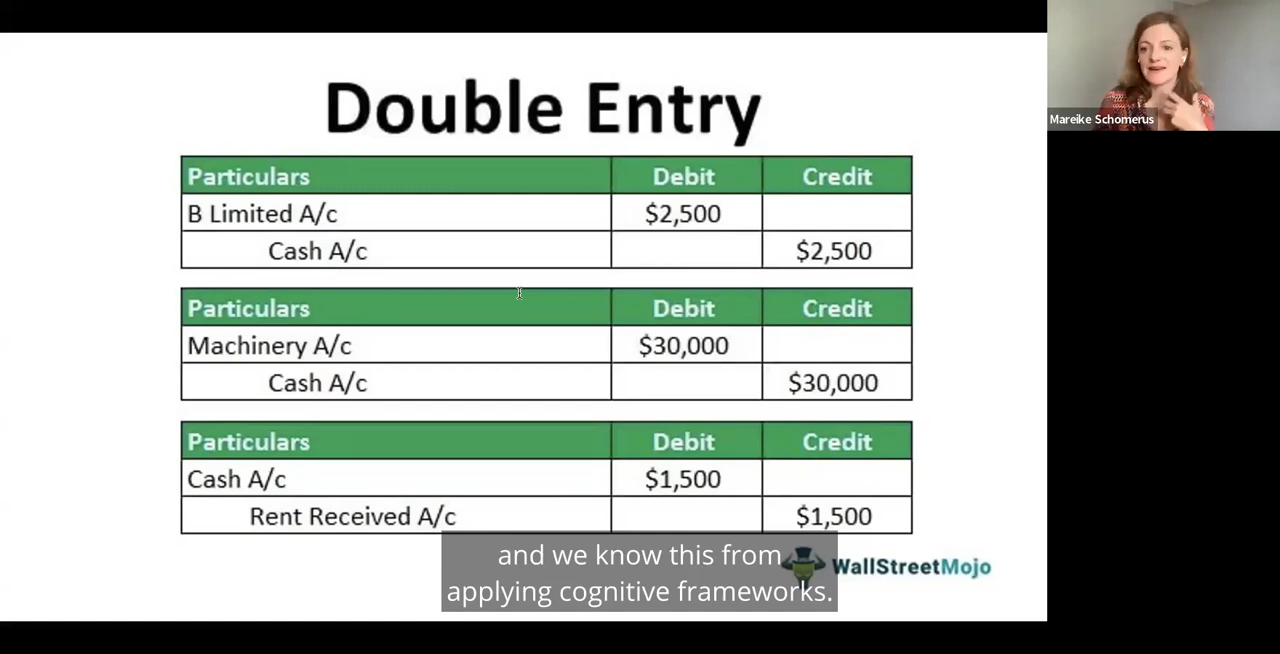 Double Entry
Particulars Debit Credit
B Limited A/c $2,500
Cash A/c $2,500
Particulars Debit Credit
Machinery A/c $30,000
Cash A/c $30,000
Particulars Debit Credit
Cash A/c $1,500
Rent Received A/c $1,500
and we know this from
applying cognitive frameworks.
WallStreetMojo
Mareike Schomerus